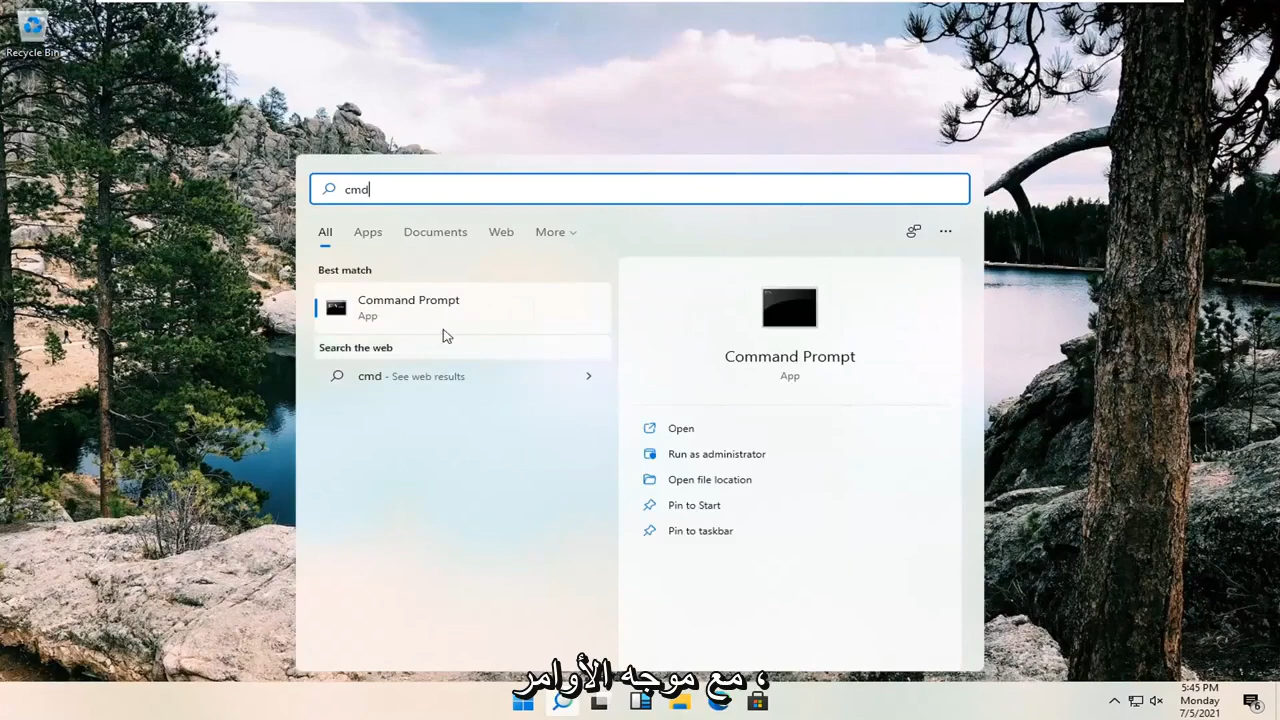 Recycle Bin
cmd
All
Apps
Documents
Web
More
Best match
Command Prompt
App
Search the web
cmd - See web results
Command Prompt
App
Open
Run as administrator
Open file location
Pin to Start
Pin to taskbar
، مع موجه الأوامر
5:45 PM
Monday
7/5/2021
6